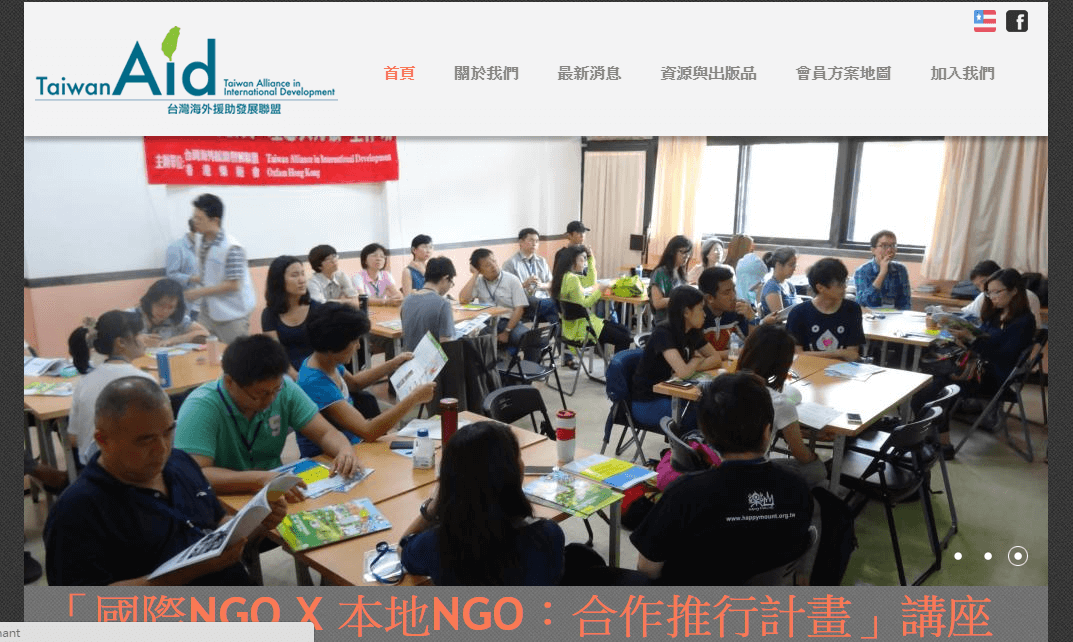 TaiwanAid
Taiwan Alliance in
International Development
台灣海外援助發展聯盟
首頁 關於我們 最新消息 資源與出版品 會員方案地圖 加入我們
主辦單位 台灣海外援助發展聯盟 Taiwan Alliance in International Development
香港樂施會 Oxfam Hong Kong
www.happymount.org.tw
「國際NGO X 本地NGO：合作推行計畫」講座